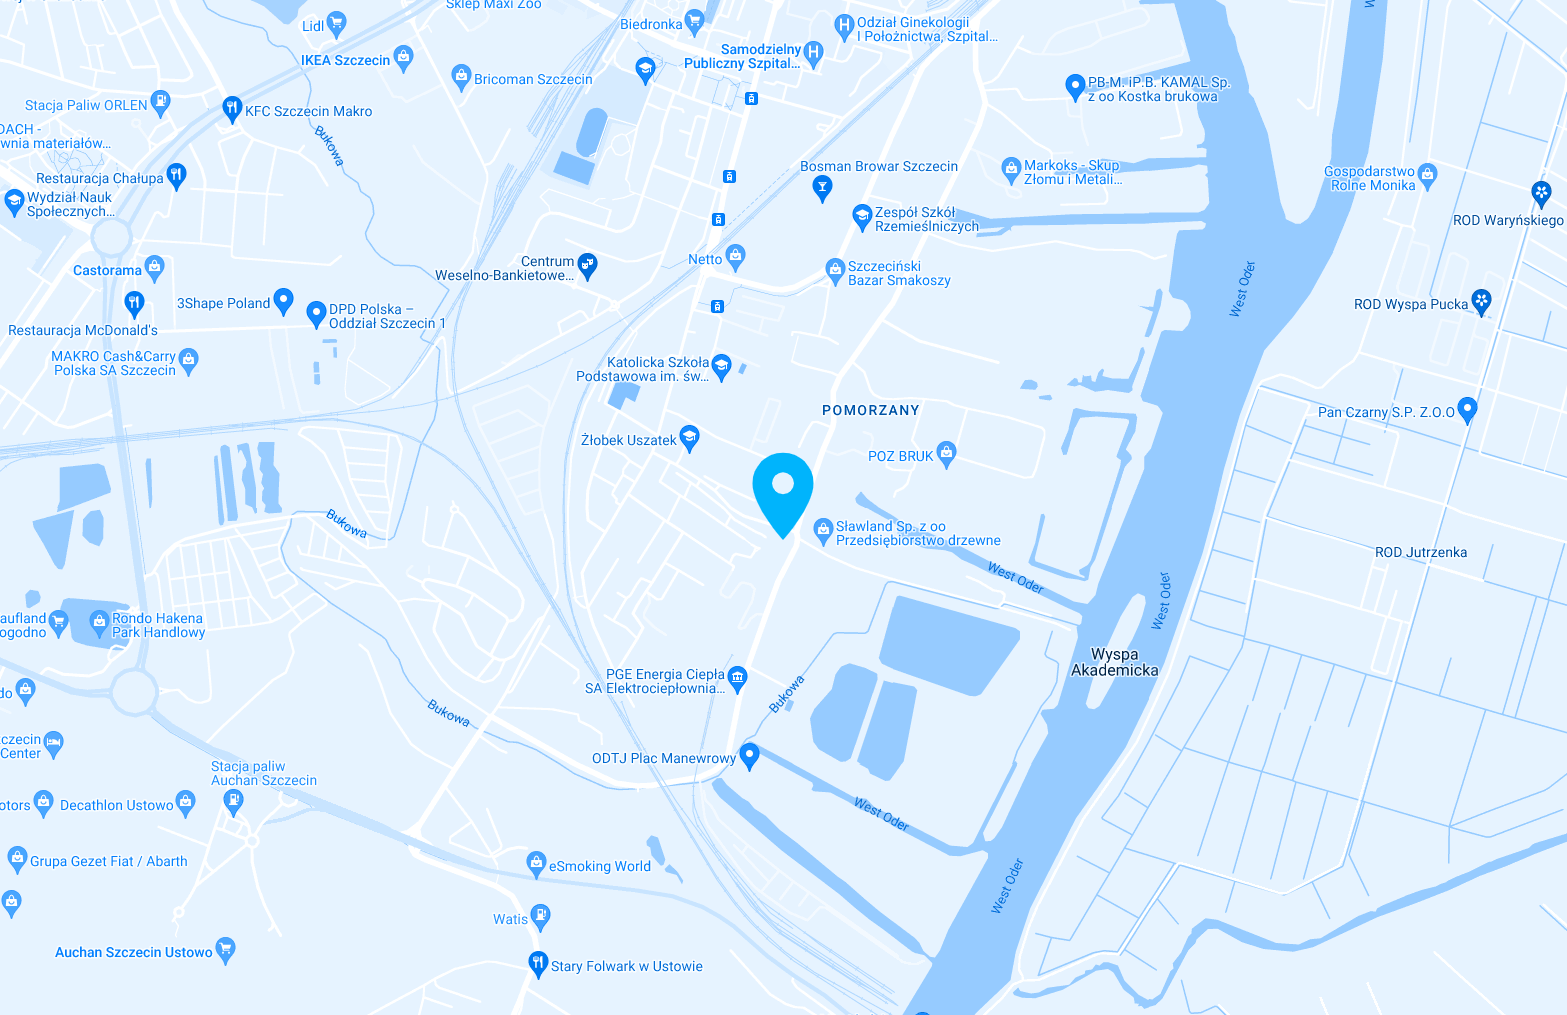 Sklep Maxi Zoo
Lidl
Biedronka
Odział Ginekologii
I Położnictwa, Szpital...
IKEA Szczecin
Samodzielny
Publiczny Szpital...
Bricoman Szczecin
PB-M. iP.B. KAMAL Sp.
z oo Kostka brukowa
Stacja Paliw ORLEN
KFC Szczecin Makro
DACH -
wnia materiałów...
Bukowa
Restauracja Chałupa
Bosman Browar Szczecin
Markoks - Skup
Złomu i Metali...
Gospodarstwo
Rolne Monika
Wydział Nauk
Społecznych...
Zespół Szkół
Rzemieślniczych
ROD Waryńskiego
Castorama
Centrum
Weselno-Bankietowe...
Netto
Szczeciński
Bazar Smakoszy
West Oder
3Shape Poland
DPD Polska –
Oddział Szczecin 1
ROD Wyspa Pucka
Restauracja McDonald's
MAKRO Cash&Carry
Polska SA Szczecin
Katolicka Szkoła
Podstawowa im. św...
POMORZANY
Pan Czarny S.P. Z.O.O
Żłobek Uszatek
POZ BRUK
Bukowa
Sławland Sp. z oo
Przedsiębiorstwo drzewne
ROD Jutrzenka
West Oder
West Oder
aufland
ogodno
Rondo Hakena
Park Handlowy
Wyspa
Akademicka
PGE Energia Ciepła
SA Elektrociepłownia...
do
Bukowa
Bukowa
zczecin
Center
ODTJ Plac Manewrowy
Stacja paliw
Auchan Szczecin
otors
Decathlon Ustowo
West Oder
Grupa Gezet Fiat / Abarth
eSmoking World
West Oder
Watis
Auchan Szczecin Ustowo
Stary Folwark w Ustowie